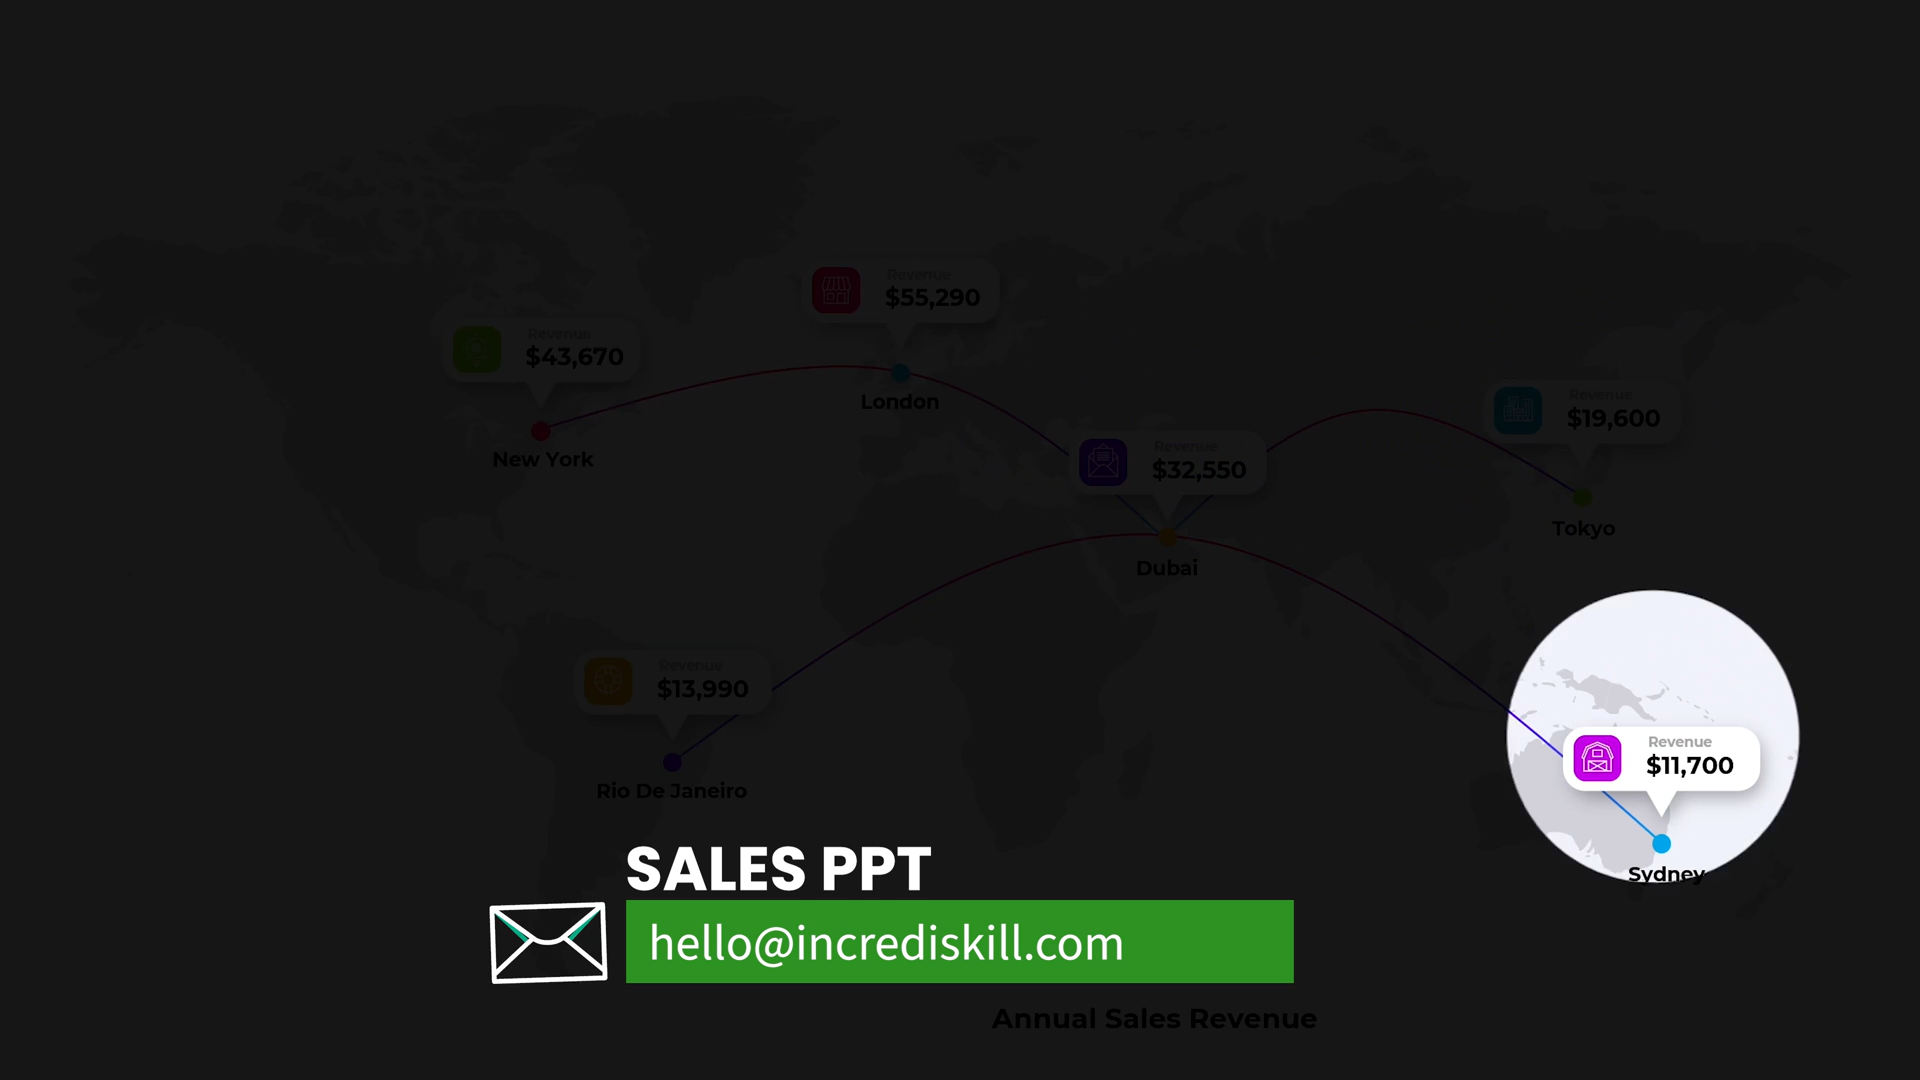 Revenue
$55,290
London
Revenue
$43,670
New York
Revenue
$19,600
Tokyo
Revenue
$32,550
Dubai
Revenue
$13,990
Rio De Janeiro
Revenue
$11,700
Sydney
SALES PPT
hello@incrediskill.com
Annual Sales Revenue